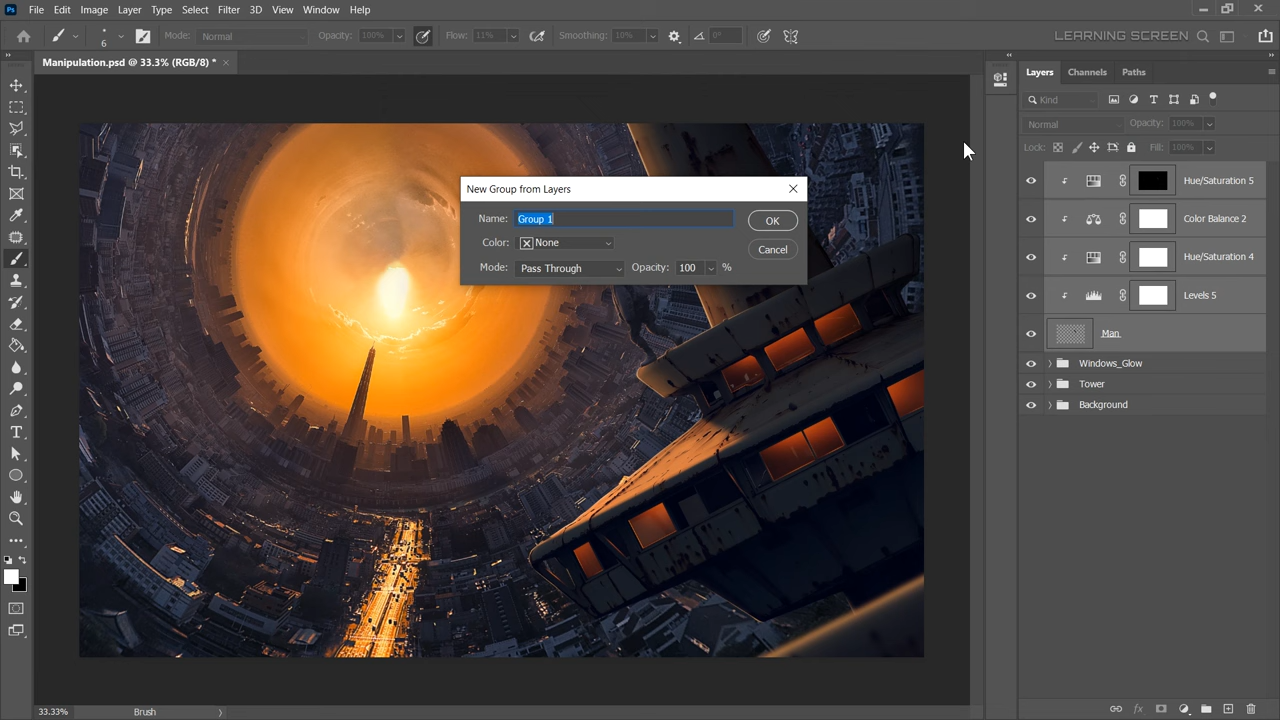 Ps File Edit Image Layer Type Select Filter 3D View Window Help
6 Mode: Normal Opacity: 100% Flow: 11% Smoothing: 10% 0° LEARNING SCREEN
Manipulation.psd @ 33.3% (RGB/8) *
Layers Channels Paths
Kind
Normal Opacity: 100%
Lock: Fill: 100%
Hue/Saturation 5
Color Balance 2
Hue/Saturation 4
Levels 5
Man
Windows_Glow
Tower
Background
New Group from Layers
Name: Group 1 OK
Color: None Cancel
Mode: Pass Through Opacity: 100 %
33.33% Brush